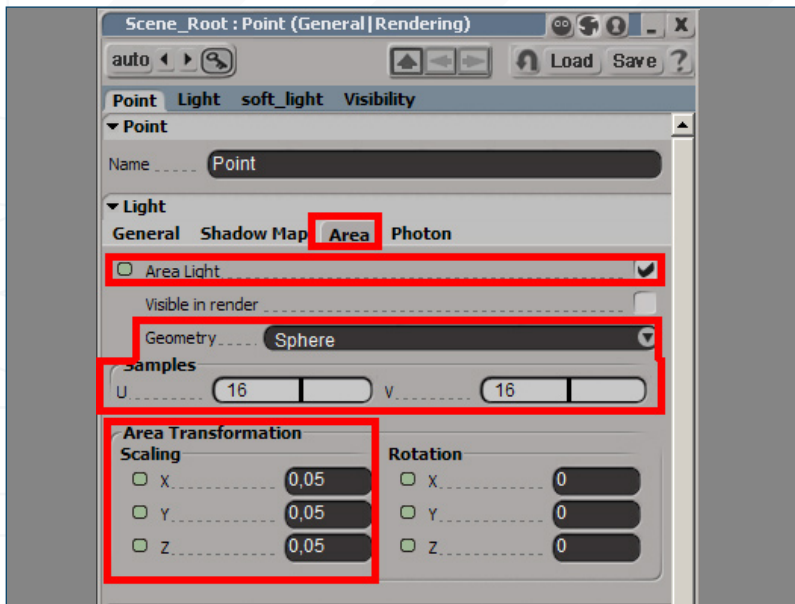 Scene_Root : Point (General|Rendering)
auto Load Save ?
Point Light soft_light Visibility
Point
Name Point
Light
General Shadow Map Area Photon
Area Light
Visible in render
Geometry Sphere
Samples
U 16 V 16
Area Transformation
Scaling Rotation
X 0,05 X 0
Y 0,05 Y 0
Z 0,05 Z 0